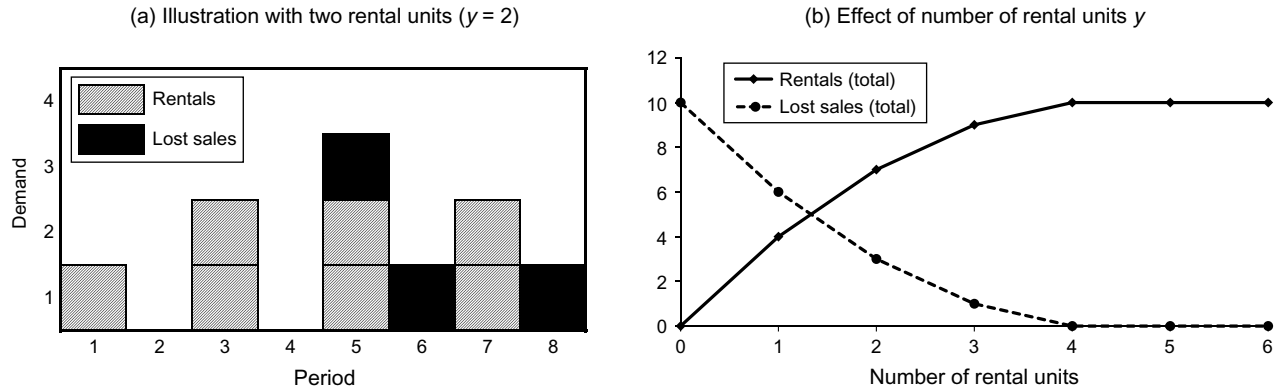 (a) Illustration with two rental units (y = 2)
Rentals
Lost sales
Demand
4
3
2
1
1 2 3 4 5 6 7 8
Period
(b) Effect of number of rental units y
Rentals (total)
Lost sales (total)
12
10
8
6
4
2
0
0 1 2 3 4 5 6
Number of rental units